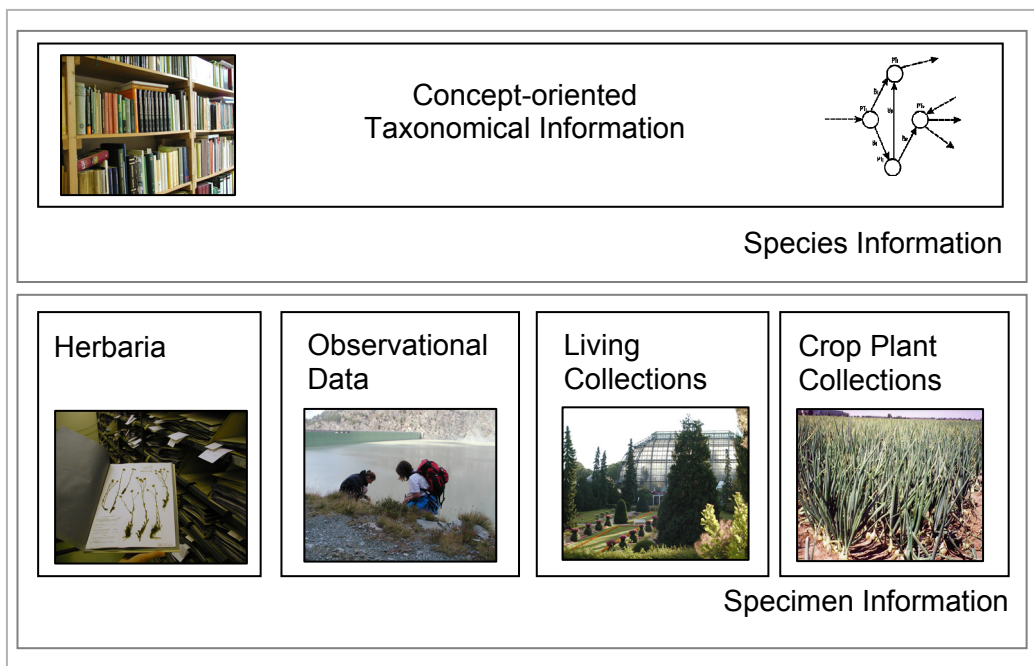 Concept-oriented
Taxonomical Information
Species Information
Herbaria
Observational
Data
Living
Collections
Crop Plant
Collections
Specimen Information